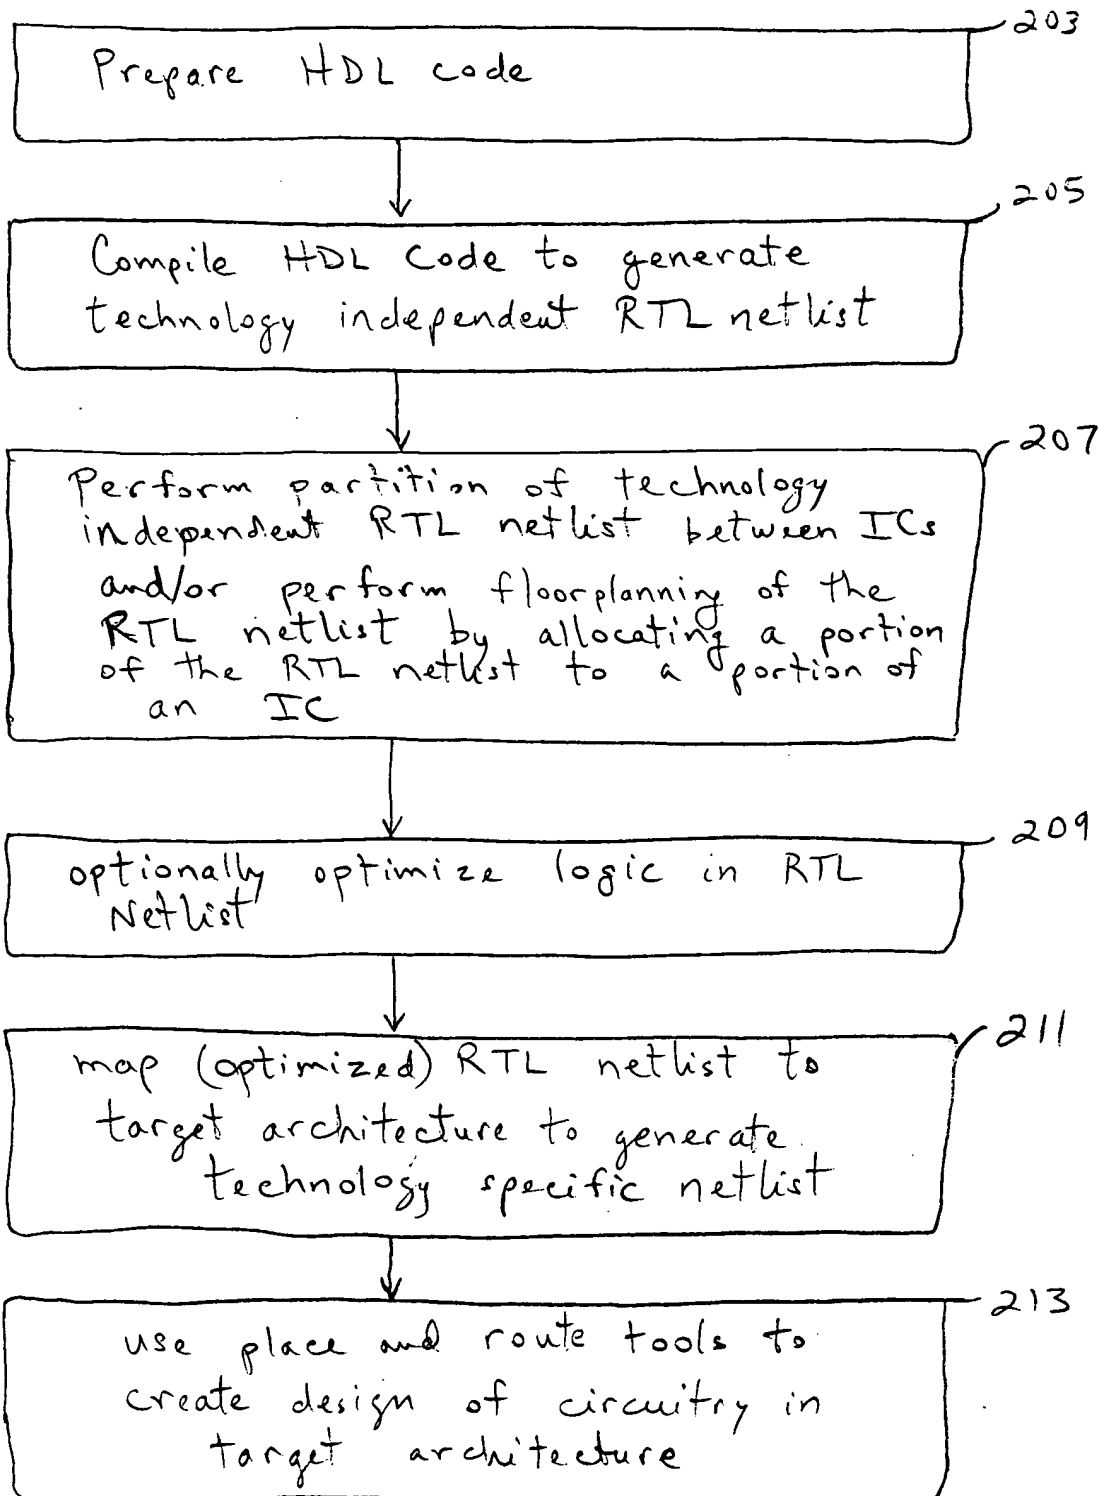 203
Prepare HDL code
205
Compile HDL Code to generate
technology independent RTL netlist
207
Perform partition of technology
independent RTL netlist between ICs
and/or perform floorplanning of the
RTL netlist by allocating a portion
of the RTL netlist to a portion of
an IC
209
optionally optimize logic in RTL
Netlist
211
map (optimized) RTL netlist to
target architecture to generate
technology specific netlist
213
use place and route tools to
create design of circuitry in
target architecture